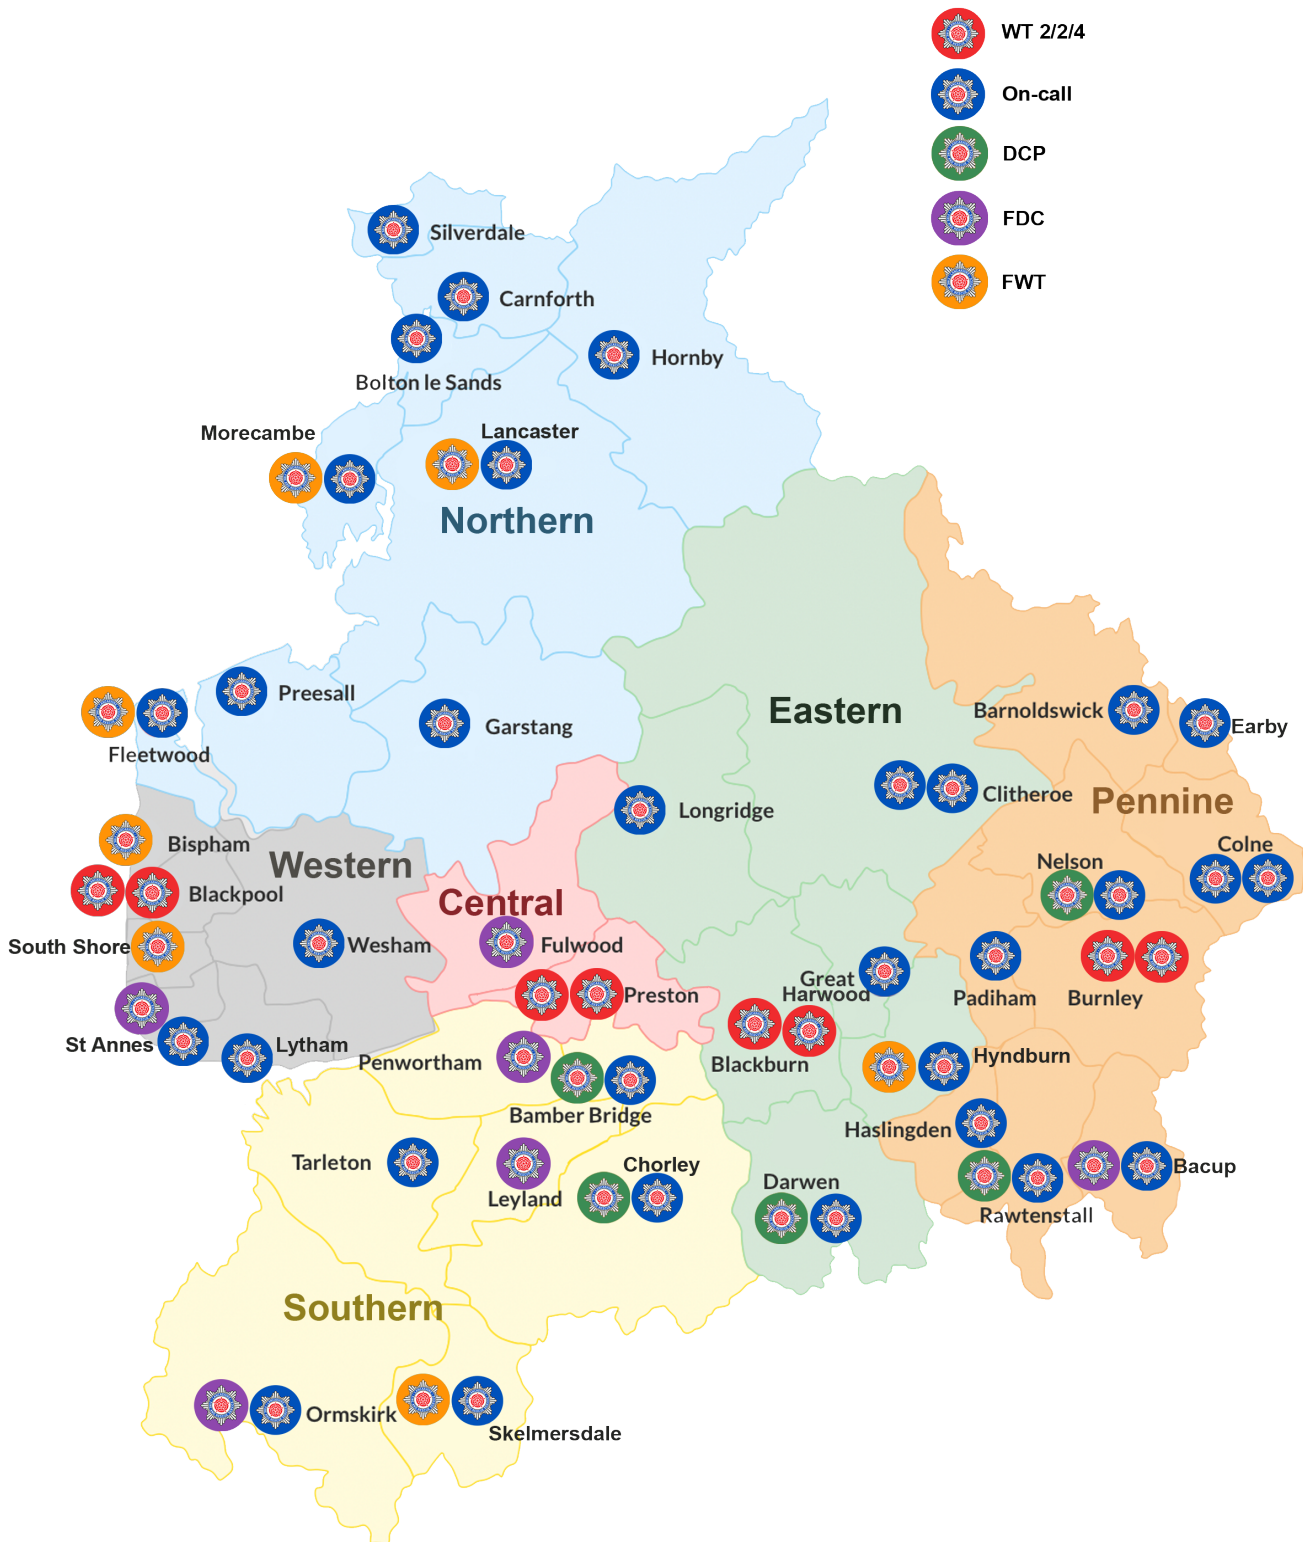 WT 2/2/4
On-call
DCP
FDC
FWT
Silverdale
Carnforth
Bolton le Sands
Hornby
Morecambe
Lancaster
Northern
Preesall
Garstang
Fleetwood
Eastern
Barnoldswick
Earby
Clitheroe
Pennine
Longridge
Bispham
Western
Blackpool
Central
Colne
Nelson
South Shore
Wesham
Fulwood
Preston
Great
Harwood
Padiham
Burnley
St Annes
Lytham
Penwortham
Blackburn
Hyndburn
Bamber Bridge
Haslingden
Tarleton
Leyland
Chorley
Darwen
Bacup
Rawtenstall
Southern
Ormskirk
Skelmersdale